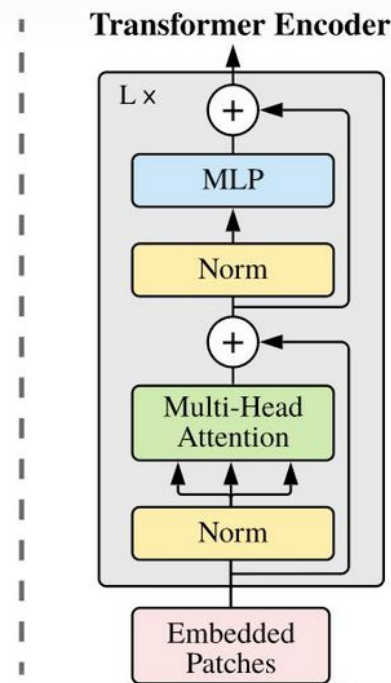 Transformer Encoder
L ×
+
MLP
Norm
+
Multi-Head
Attention
Norm
Embedded
Patches